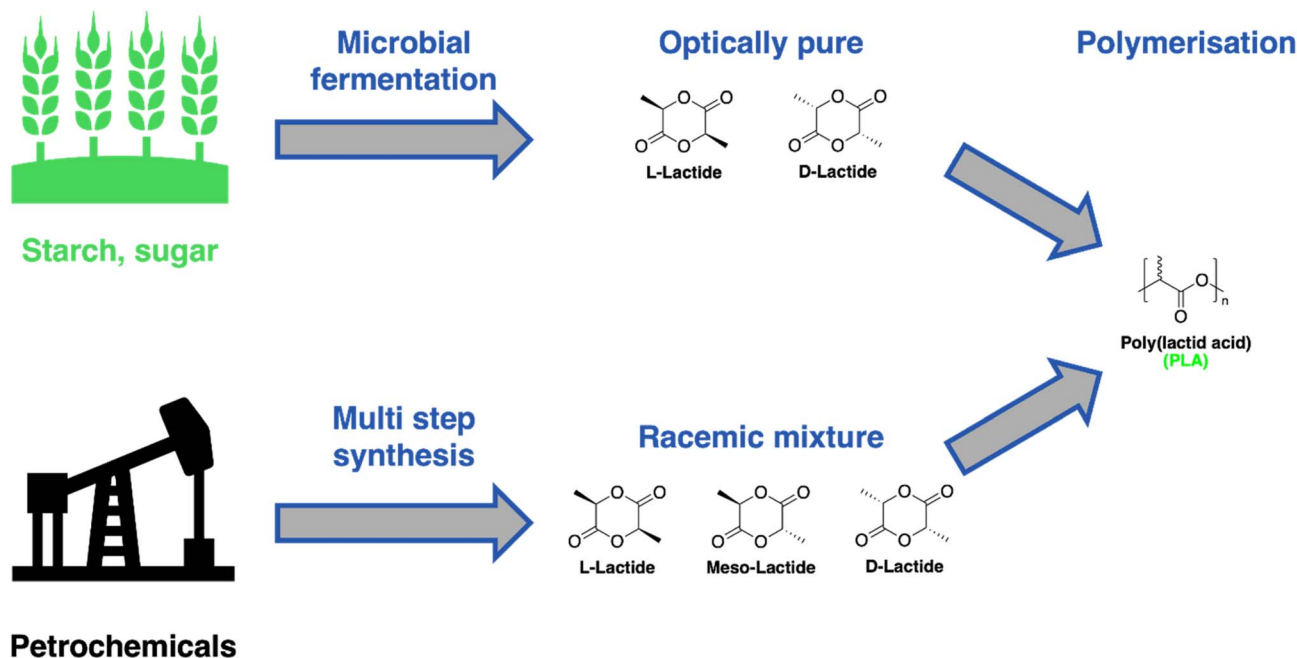 Microbial
fermentation
Optically pure
Polymerisation
O
O
O
O
L-Lactide
O
O
O
O
D-Lactide
Starch, sugar
O
O
n
Poly(lactid acid)
(PLA)
Multi step
synthesis
Racemic mixture
O
O
O
O
L-Lactide
O
O
O
O
Meso-Lactide
O
O
O
O
D-Lactide
Petrochemicals